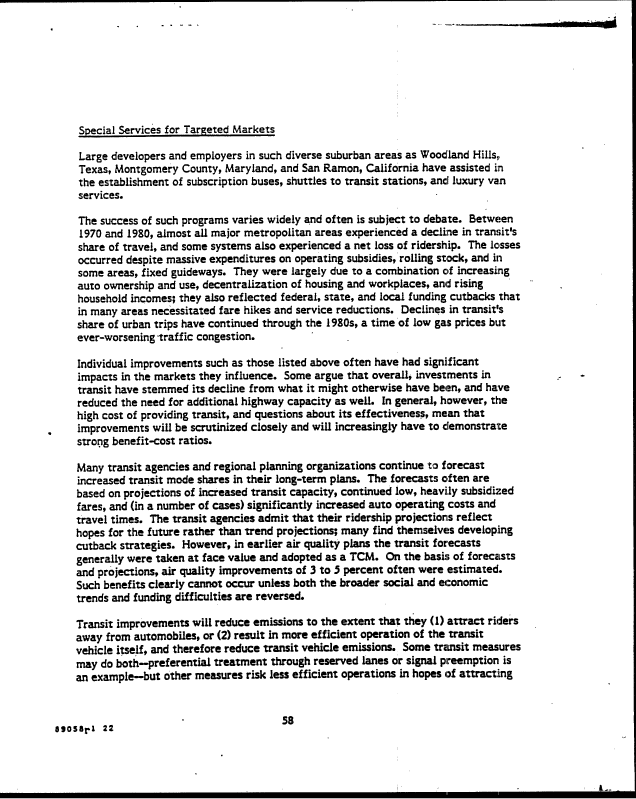 Special Services for Targeted Markets
Large developers and employers in such diverse suburban areas as Woodland Hills,
Texas, Montgomery County, Maryland, and San Ramon, California have assisted in
the establishment of subscription buses, shuttles to transit stations, and luxury van
services.
The success of such programs varies widely and often is subject to debate. Between
1970 and 1980, almost all major metropolitan areas experienced a decline in transit's
share of travel, and some systems also experienced a net loss of ridership. The losses
occurred despite massive expenditures on operating subsidies, rolling stock, and in
some areas, fixed guideways. They were largely due to a combination of increasing
auto ownership and use, decentralization of housing and workplaces, and rising
household incomes; they also reflected federal, state, and local funding cutbacks that
in many areas necessitated fare hikes and service reductions. Declines in transit's
share of urban trips have continued through the 1980s, a time of low gas prices but
ever-worsening traffic congestion.
Individual improvements such as those listed above often have had significant
impacts in the markets they influence. Some argue that overall, investments in
transit have stemmed its decline from what it might otherwise have been, and have
reduced the need for additional highway capacity as well. In general, however, the
high cost of providing transit, and questions about its effectiveness, mean that
improvements will be scrutinized closely and will increasingly have to demonstrate
strong benefit-cost ratios.
Many transit agencies and regional planning organizations continue to forecast
increased transit mode shares in their long-term plans. The forecasts often are
based on projections of increased transit capacity, continued low, heavily subsidized
fares, and (in a number of cases) significantly increased auto operating costs and
travel times. The transit agencies admit that their ridership projections reflect
hopes for the future rather than trend projections; many find themselves developing
cutback strategies. However, in earlier air quality plans the transit forecasts
generally were taken at face value and adopted as a TCM. On the basis of forecasts
and projections, air quality improvements of 3 to 5 percent often were estimated.
Such benefits clearly cannot occur unless both the broader social and economic
trends and funding difficulties are reversed.
Transit improvements will reduce emissions to the extent that they (1) attract riders
away from automobiles, or (2) result in more efficient operation of the transit
vehicle itself, and therefore reduce transit vehicle emissions. Some transit measures
may do both--preferential treatment through reserved lanes or signal preemption is
an example--but other measures risk less efficient operations in hopes of attracting
58
89058r1 22